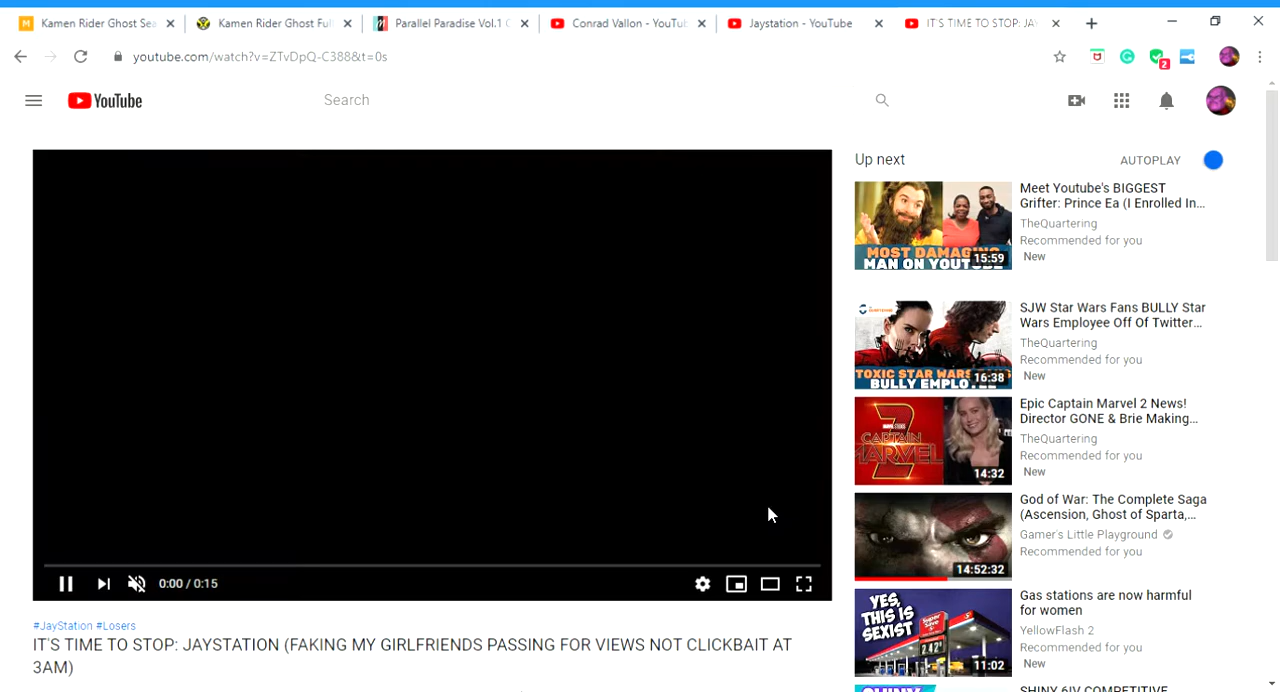 Kamen Rider Ghost Sea
Kamen Rider Ghost Full
Parallel Paradise Vol.1 C
Conrad Vallon - YouTub
Jaystation - YouTube
IT'S TIME TO STOP: JAY
youtube.com/watch?v=ZTvDpQ-C388&t=0s
2
YouTube
Search
Up next
AUTOPLAY
MOST DAMAGING
MAN ON YOUTUBE
15:59
Meet Youtube's BIGGEST
Grifter: Prince Ea (I Enrolled In...
TheQuartering
Recommended for you
New
TOXIC STAR WARS
BULLY EMPLO
16:38
SJW Star Wars Fans BULLY Star
Wars Employee Off Of Twitter...
TheQuartering
Recommended for you
New
CAPTAIN
MARVEL
2
14:32
Epic Captain Marvel 2 News!
Director GONE & Brie Making...
TheQuartering
Recommended for you
New
14:52:32
God of War: The Complete Saga
(Ascension, Ghost of Sparta,...
Gamer's Little Playground
Recommended for you
YES,
THIS IS
SEXIST
2.42
11:02
Gas stations are now harmful
for women
YellowFlash 2
Recommended for you
New
SHINY 6IV COMPETITIVE
0:00 / 0:15
#JayStation #Losers
IT'S TIME TO STOP: JAYSTATION (FAKING MY GIRLFRIENDS PASSING FOR VIEWS NOT CLICKBAIT AT
3AM)